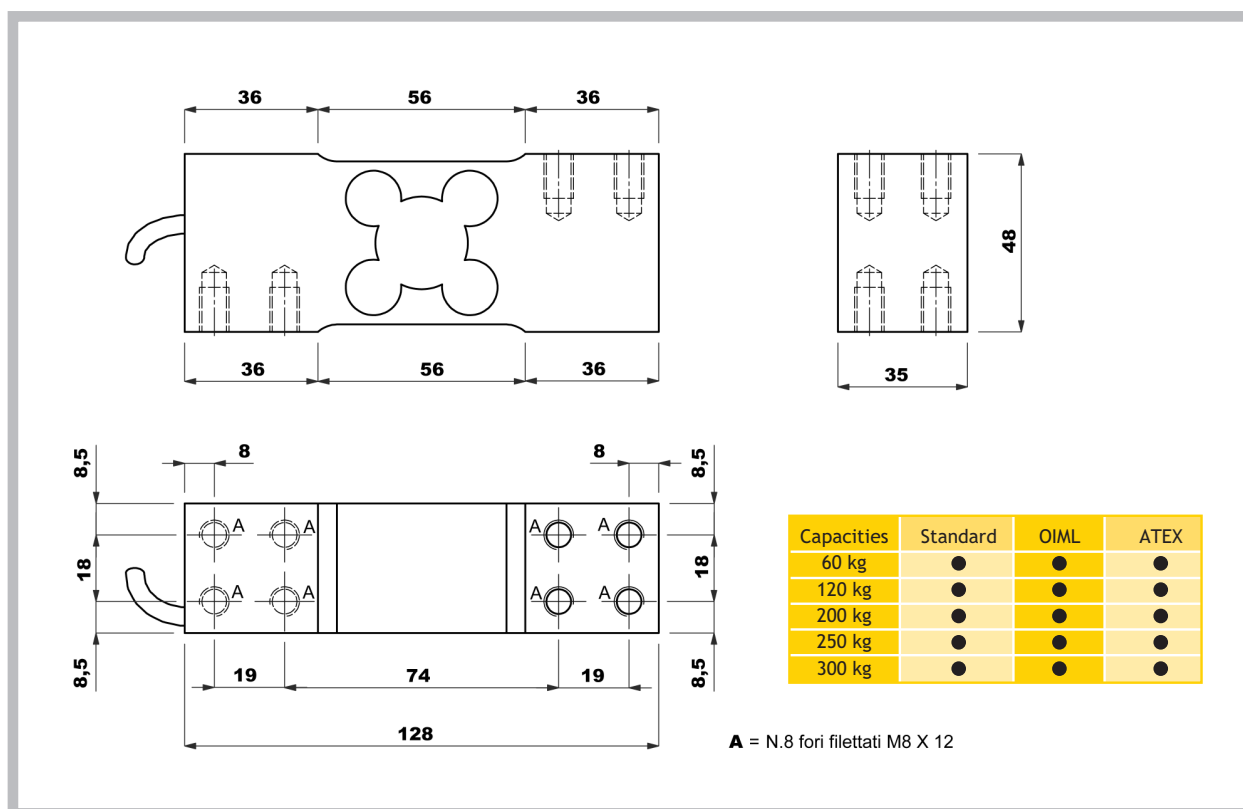 36 56 36
48
36 56 36
35
8,5 8 8 8,5
A A A A
18 18
A A A A
8,5 19 74 19 8,5
128
Capacities Standard OIML ATEX
60 kg ● ● ●
120 kg ● ● ●
200 kg ● ● ●
250 kg ● ● ●
300 kg ● ● ●
A = N.8 fori filettati M8 X 12